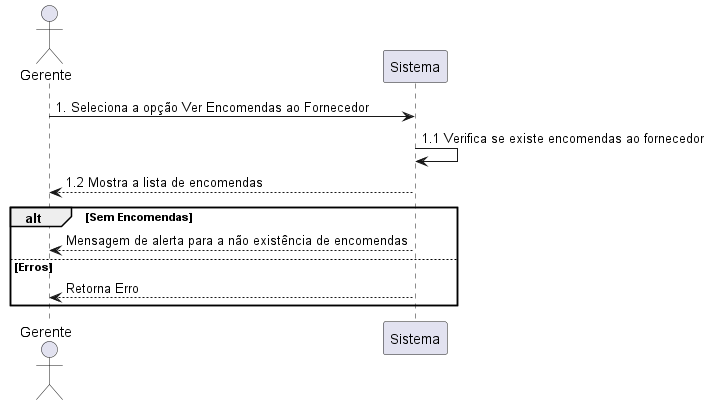 Gerente
Sistema
1. Seleciona a opção Ver Encomendas ao Fornecedor
1.1 Verifica se existe encomendas ao fornecedor
1.2 Mostra a lista de encomendas
alt [Sem Encomendas]
Mensagem de alerta para a não existência de encomendas
[Erros]
Retorna Erro
Gerente
Sistema